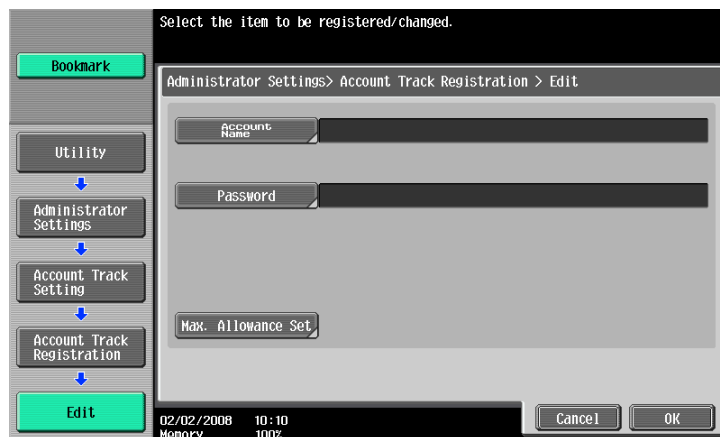 Select the item to be registered/changed.
Bookmark
Administrator Settings> Account Track Registration > Edit
Account
Name
Utility
Password
Administrator
Settings
Account Track
Setting
Max. Allowance Set
Account Track
Registration
Edit
02/02/2008 10:10
Memory 100%
Cancel
OK